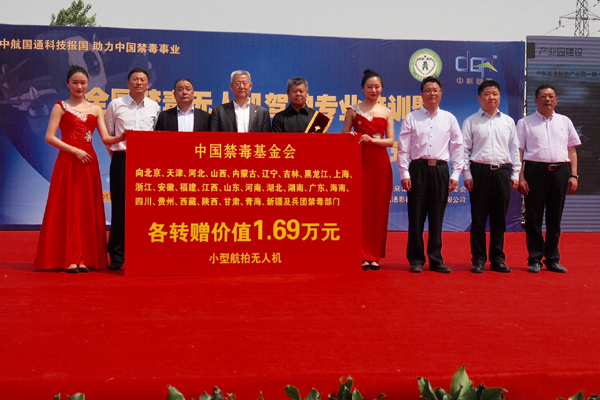 中航国通科技报国 助力中国禁毒事业
产业园建设
中国禁毒基金会
向北京、天津、河北、山西、内蒙古、辽宁、吉林、黑龙江、上海、
浙江、安徽、福建、江西、山东、河南、湖北、湖南、广东、海南、
四川、贵州、西藏、陕西、甘肃、青海、新疆及兵团禁毒部门
各转赠价值1.69万元
小型航拍无人机